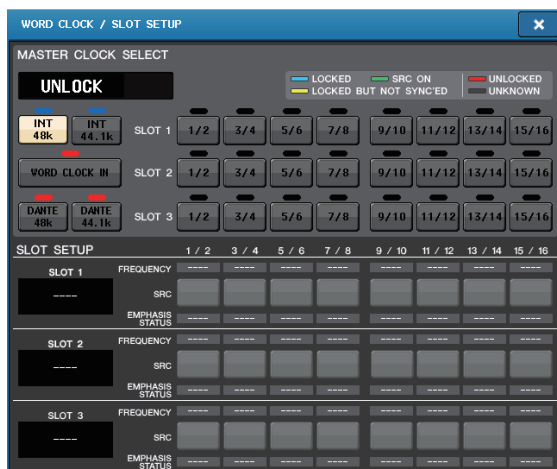 WORD CLOCK / SLOT SETUP ×
MASTER CLOCK SELECT
UNLOCK
LOCKED SRC ON UNLOCKED
LOCKED BUT NOT SYNC'ED UNKNOWN
INT 48k INT 44.1k SLOT 1 1/2 3/4 5/6 7/8 9/10 11/12 13/14 15/16
WORD CLOCK IN SLOT 2 1/2 3/4 5/6 7/8 9/10 11/12 13/14 15/16
DANTE 48k DANTE 44.1k SLOT 3 1/2 3/4 5/6 7/8 9/10 11/12 13/14 15/16
SLOT SETUP 1 / 2 3 / 4 5 / 6 7 / 8 9 / 10 11 / 12 13 / 14 15 / 16
SLOT 1 FREQUENCY ---- ---- ---- ---- ---- ---- ---- ----
---- SRC
EMPHASIS STATUS ---- ---- ---- ---- ---- ---- ---- ----
SLOT 2 FREQUENCY ---- ---- ---- ---- ---- ---- ---- ----
---- SRC
EMPHASIS STATUS ---- ---- ---- ---- ---- ---- ---- ----
SLOT 3 FREQUENCY ---- ---- ---- ---- ---- ---- ---- ----
---- SRC
EMPHASIS STATUS ---- ---- ---- ---- ---- ---- ---- ----